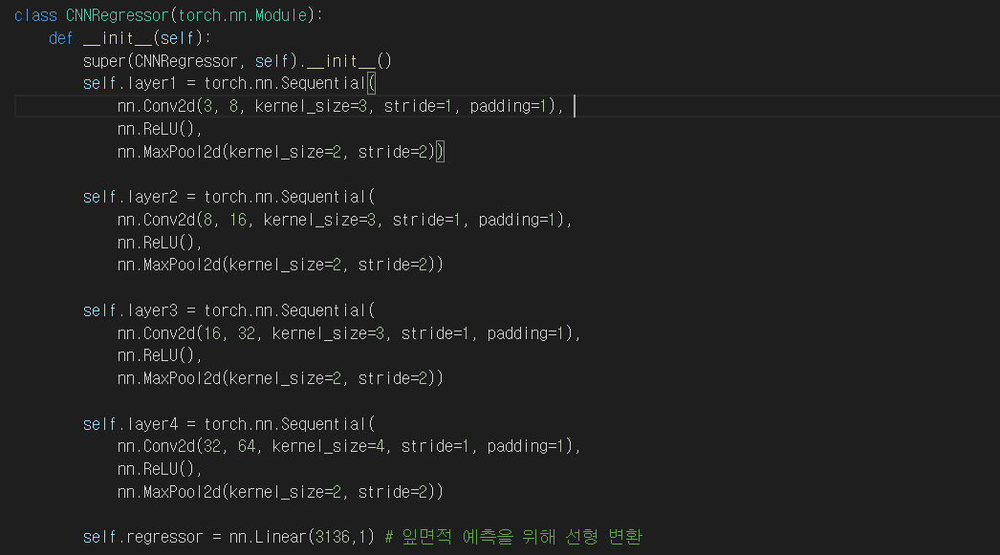 class CNNRegressor(torch.nn.Module):
    def __init__(self):
        super(CNNRegressor, self).__init__()
        self.layer1 = torch.nn.Sequential(
            nn.Conv2d(3, 8, kernel_size=3, stride=1, padding=1),
            nn.ReLU(),
            nn.MaxPool2d(kernel_size=2, stride=2))
        self.layer2 = torch.nn.Sequential(
            nn.Conv2d(8, 16, kernel_size=3, stride=1, padding=1),
            nn.ReLU(),
            nn.MaxPool2d(kernel_size=2, stride=2))
        self.layer3 = torch.nn.Sequential(
            nn.Conv2d(16, 32, kernel_size=3, stride=1, padding=1),
            nn.ReLU(),
            nn.MaxPool2d(kernel_size=2, stride=2))
        self.layer4 = torch.nn.Sequential(
            nn.Conv2d(32, 64, kernel_size=4, stride=1, padding=1),
            nn.ReLU(),
            nn.MaxPool2d(kernel_size=2, stride=2))
        self.regressor = nn.Linear(3136,1) # 잎면적 예측을 위해 선형 변환